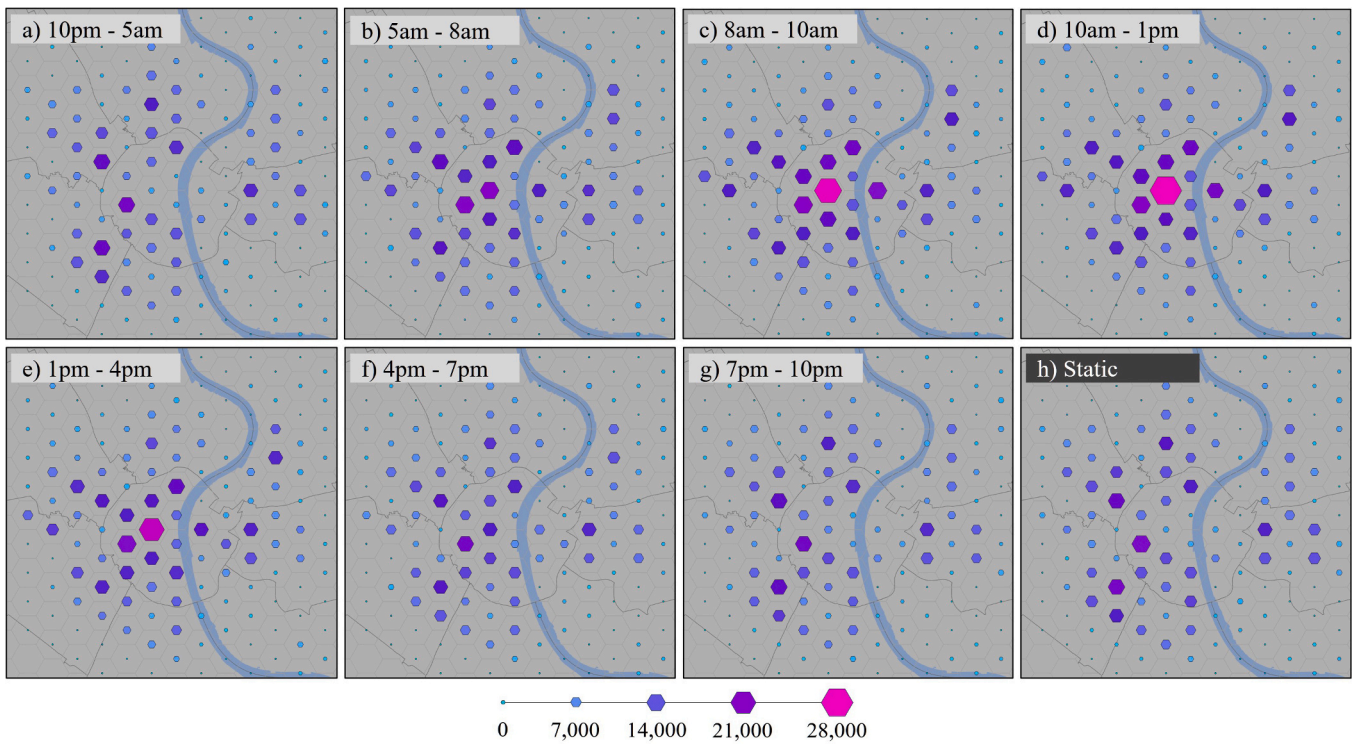 a) 10pm - 5am
b) 5am - 8am
c) 8am - 10am
d) 10am - 1pm
e) 1pm - 4pm
f) 4pm - 7pm
g) 7pm - 10pm
h) Static
0 7,000 14,000 21,000 28,000